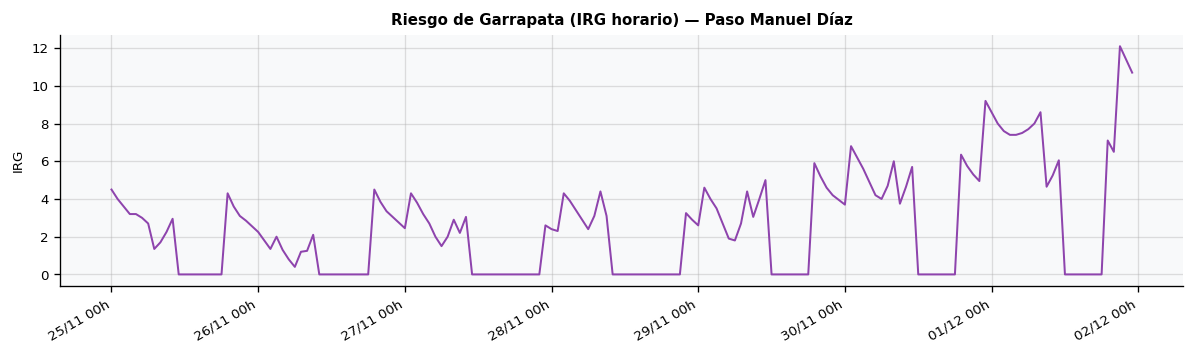 Riesgo de Garrapata (IRG horario) — Paso Manuel Díaz
IRG
12
10
8
6
4
2
0
25/11 00h
26/11 00h
27/11 00h
28/11 00h
29/11 00h
30/11 00h
01/12 00h
02/12 00h